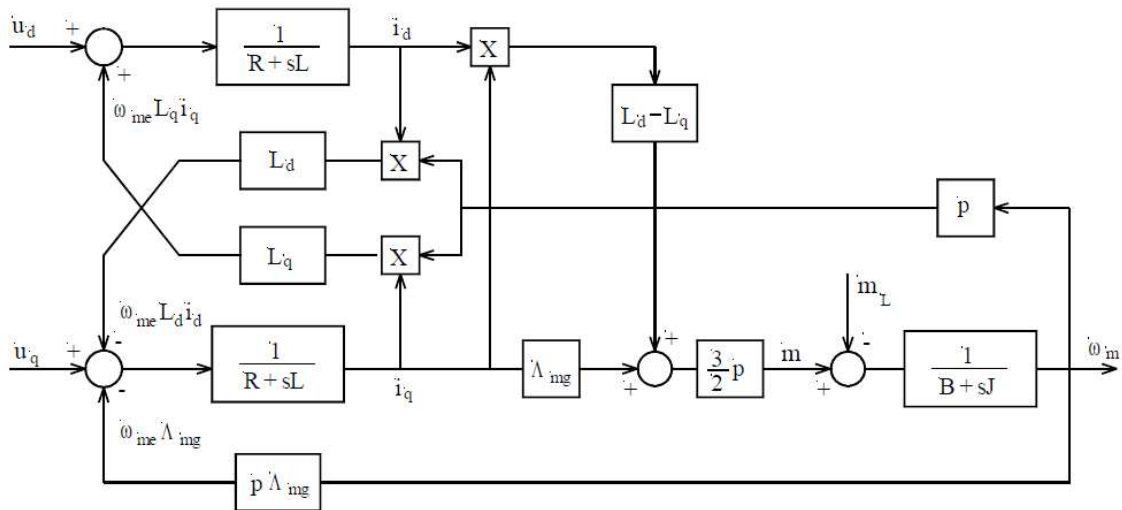 u_d + 1 i_d X
+ R + sL
ω_me L_q i_q L_d − L_q
L_d X
p
L_q X
ω_me L_d i_d m_L
u_q + - 1 + - ω_m
R + sL i_q Λ_mg + 3/2 p m + 1
- B + sJ
ω_me Λ_mg
p Λ_mg